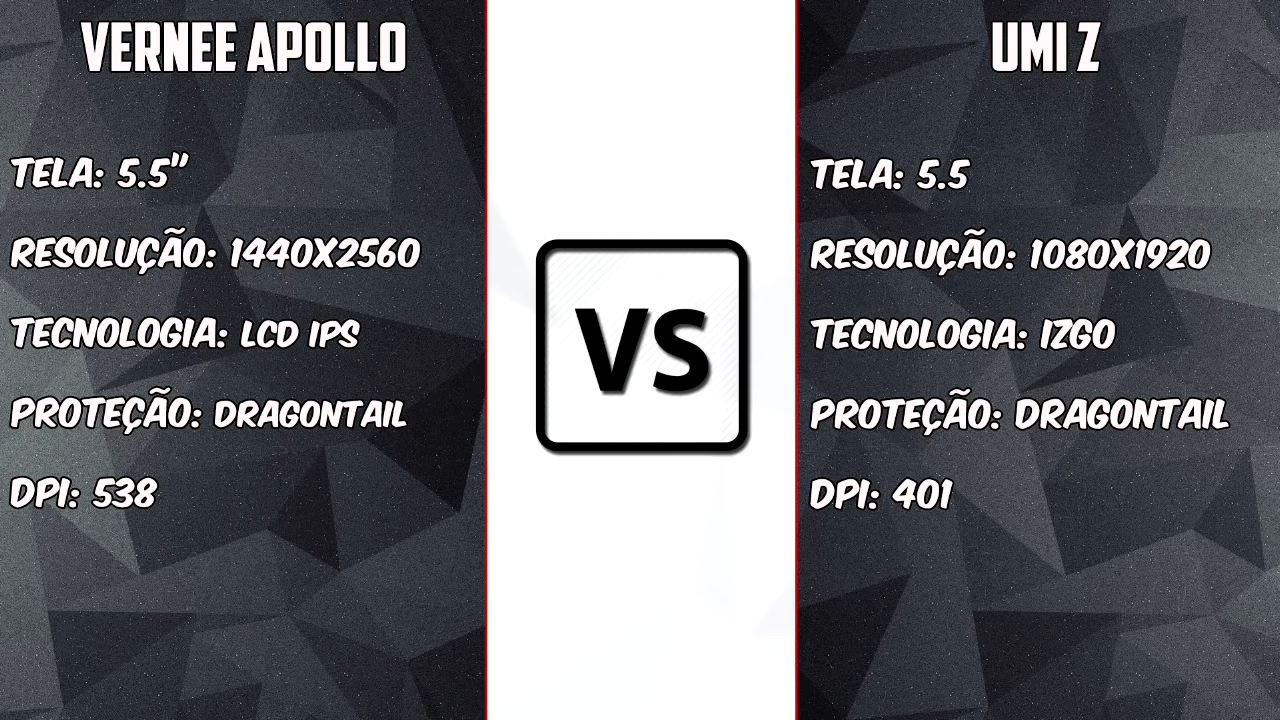 VERNEE APOLLO
TELA: 5.5"
RESOLUÇÃO: 1440X2560
TECNOLOGIA: LCD IPS
PROTEÇÃO: DRAGONTAIL
DPI: 538
VS
UMI Z
TELA: 5.5
RESOLUÇÃO: 1080X1920
TECNOLOGIA: IZGO
PROTEÇÃO: DRAGONTAIL
DPI: 401